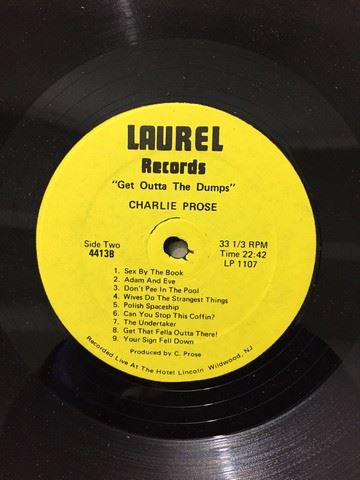 LAUREL
Records
"Get Outta The Dumps"
CHARLIE PROSE
Side Two
4413B
33 1/3 RPM
Time 22:42
LP 1107
1. Sex By The Book
2. Adam And Eve
3. Don't Pee In The Pool
4. Wives Do The Strangest Things
5. Polish Spaceship
6. Can You Stop This Coffin?
7. The Undertaker
8. Get That Fella Outta There!
9. Your Sign Fell Down
Produced by C. Prose
Recorded Live At The Hotel Lincoln, Wildwood, NJ